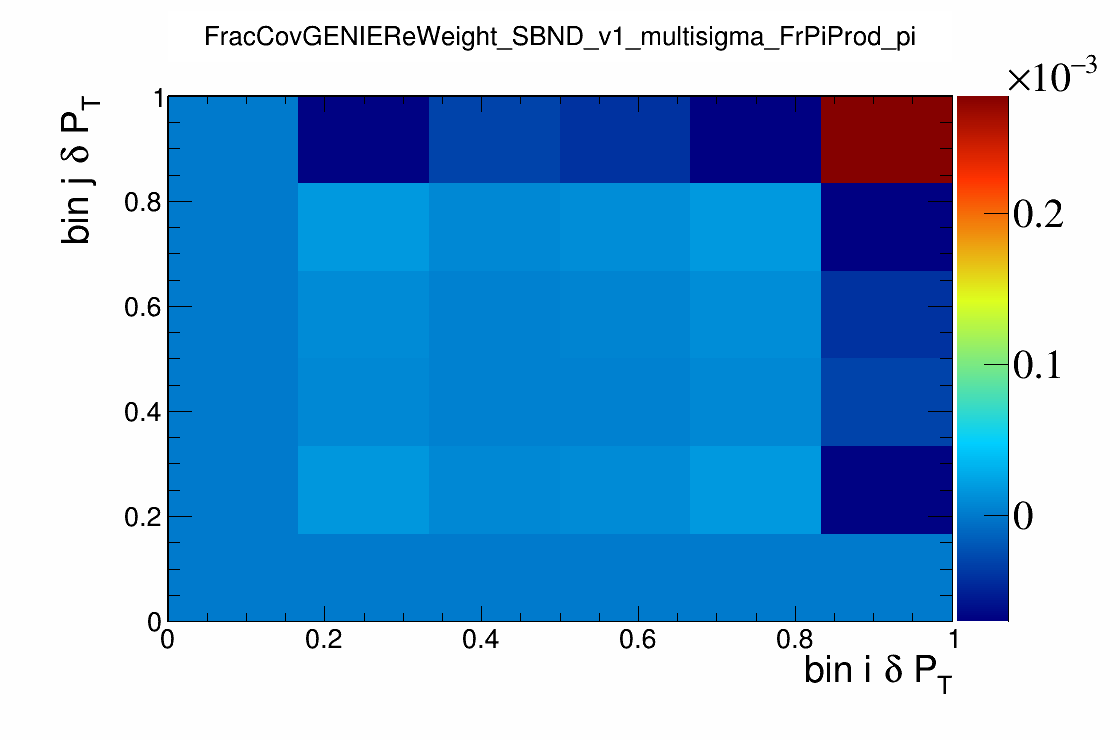 FracCovGENIEReWeight_SBND_v1_multisigma_FrPiProd_pi
×10⁻³
bin j δ P_T
1
0.8
0.6
0.4
0.2
0
0.2
0.1
0
0 0.2 0.4 0.6 0.8 1
bin i δ P_T